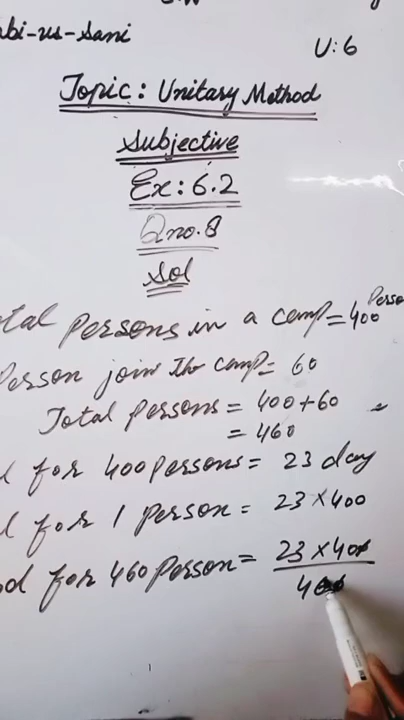 bi-us-sani
U:6
Topic: Unitary Method
Subjective
Ex: 6.2
Q no. 8
Sol
tal Persons in a camp = 400 Perso
Person join the camp = 60
Total Persons = 400+60
= 460
for 400 persons = 23 day
for 1 person = 23 × 400
od for 460 Person = 23 × 400
4